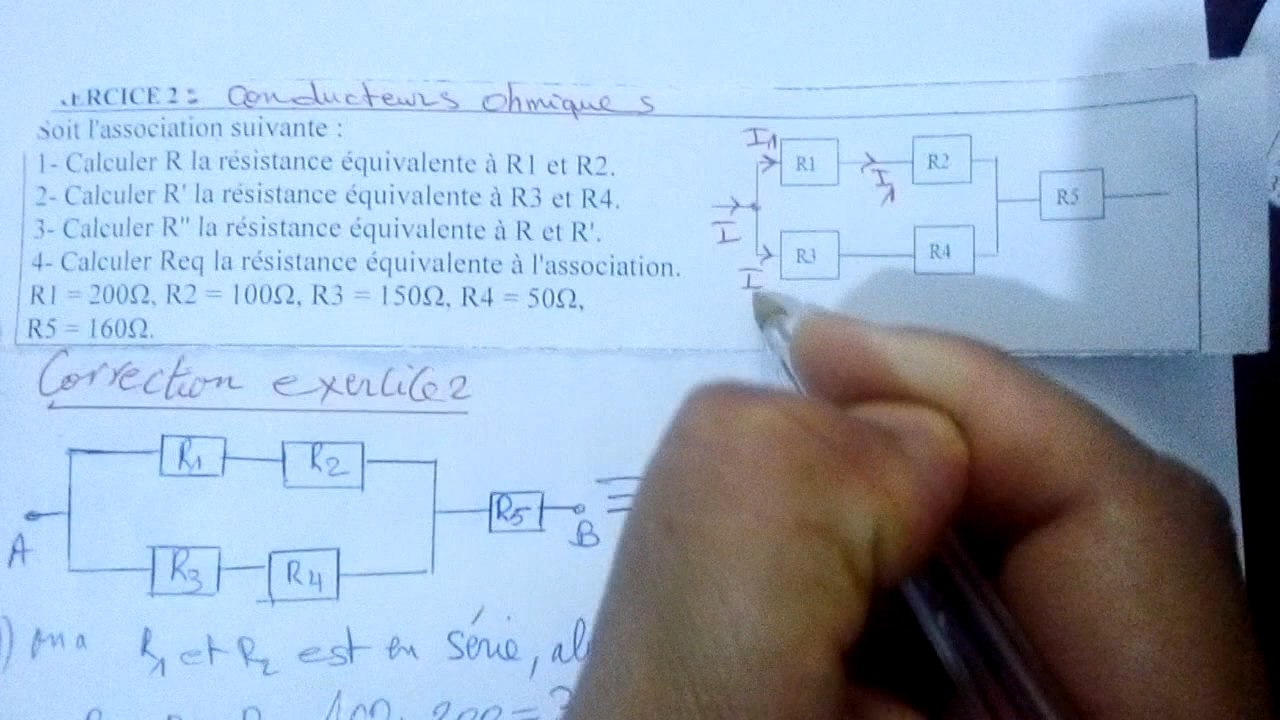 ERCICE 2 : Conducteurs ohmiques
Soit l'association suivante :
1- Calculer R la résistance équivalente à R1 et R2.
2- Calculer R' la résistance équivalente à R3 et R4.
3- Calculer R" la résistance équivalente à R et R'.
4- Calculer Req la résistance équivalente à l'association.
R1 = 200Ω, R2 = 100Ω, R3 = 150Ω, R4 = 50Ω,
R5 = 160Ω.
I1
R1
I1
R2
I
R5
R3
R4
I
Correction exercice 2
R1
R2
A
R5
B
R3
R4
) on a R1 et R2 est en série,